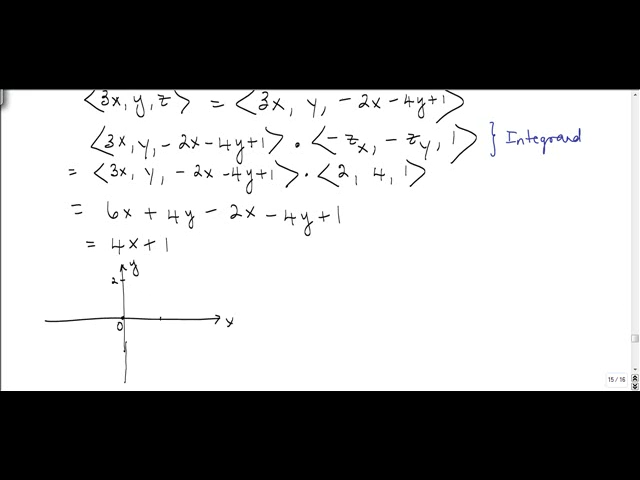 ⟨3x, y, z⟩ = ⟨3x, y, -2x-4y+1⟩
⟨3x, y, -2x-4y+1⟩ · ⟨-z_x, -z_y, 1⟩ } Integrand
= ⟨3x, y, -2x-4y+1⟩ · ⟨2, 4, 1⟩
= 6x + 4y - 2x - 4y + 1
= 4x + 1
y
2
0
x
15 / 16